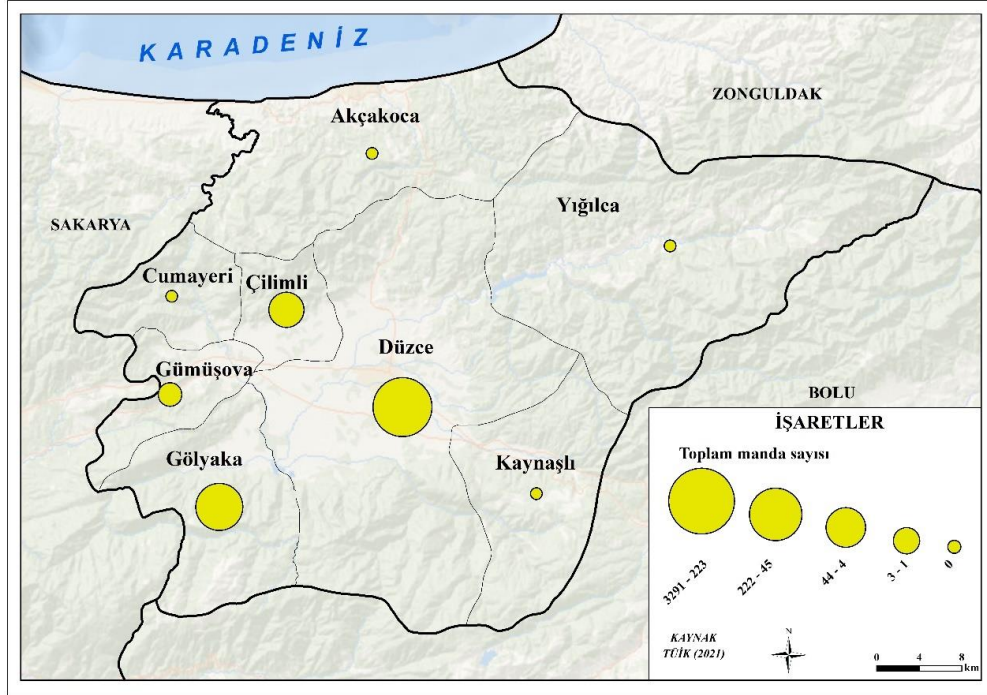 KARADENİZ
ZONGULDAK
Akçakoca
Yığılca
SAKARYA
Cumayeri
Çilimli
Düzce
Gümüşova
BOLU
Gölyaka
Kaynaşlı
İŞARETLER
Toplam manda sayısı
3291 - 223
222 - 45
44 - 4
3 - 1
0
KAYNAK
TÜİK (2021)
N
0 4 8
km